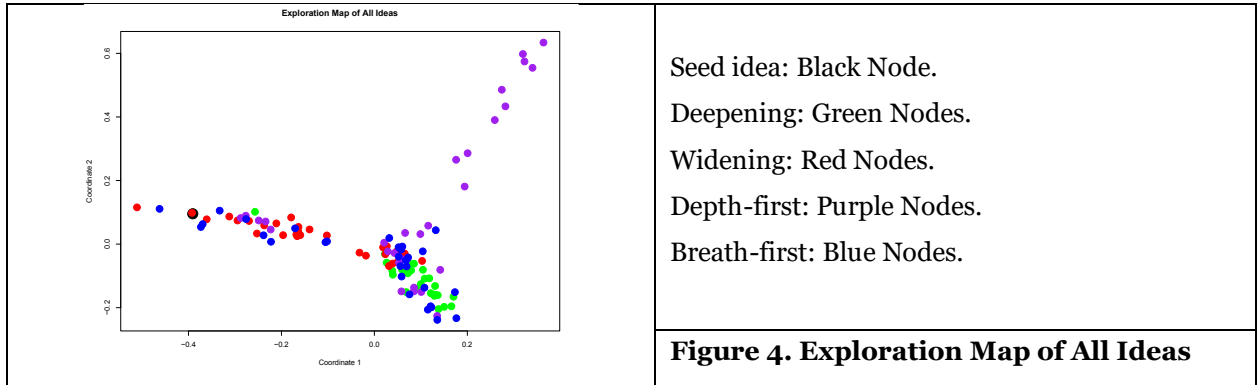 Exploration Map of All Ideas
Coordinate 2
0.6
0.4
0.2
0.0
−0.2
−0.4
−0.2
0.0
0.2
Coordinate 1
Seed idea: Black Node.
Deepening: Green Nodes.
Widening: Red Nodes.
Depth-first: Purple Nodes.
Breath-first: Blue Nodes.
Figure 4. Exploration Map of All Ideas